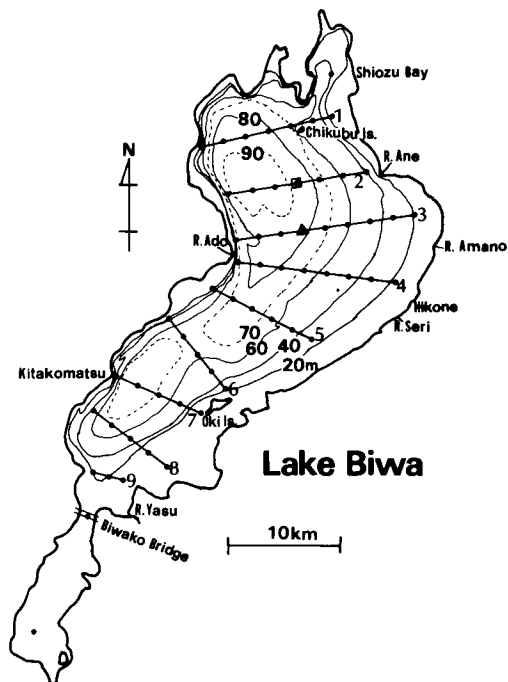 Shiozu Bay
80
1
Chikubu Is.
N
90
R. Ane
2
3
R. Ado
R. Amano
4
Hikone
R. Seri
70
40
5
60
20m
Kitakomatsu
6
7
Oki Is.
8
Lake Biwa
9
R. Yasu
Biwako Bridge
10km